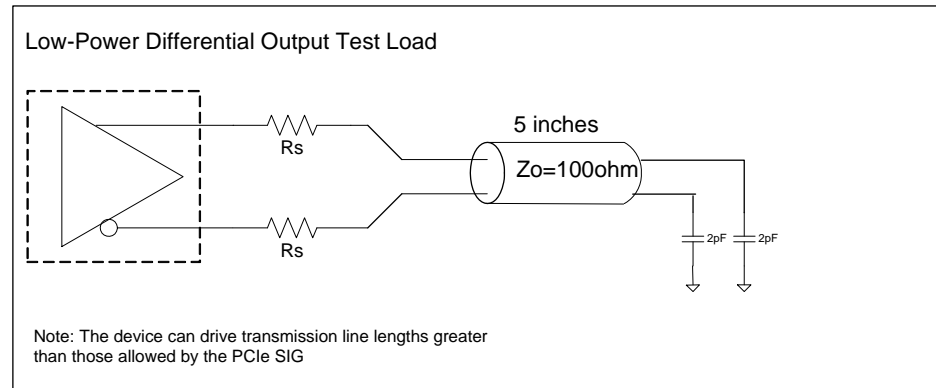 Low-Power Differential Output Test Load
Rs
5 inches
Zo=100ohm
Rs
2pF
2pF
Note: The device can drive transmission line lengths greater
than those allowed by the PCIe SIG